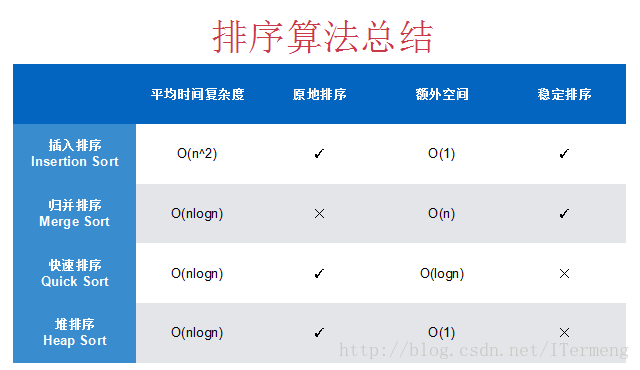 排序算法总结
平均时间复杂度 原地排序 额外空间 稳定排序
插入排序
Insertion Sort O(n^2) ✓ O(1) ✓
归并排序
Merge Sort O(nlogn) × O(n) ✓
快速排序
Quick Sort O(nlogn) ✓ O(logn) ×
堆排序
Heap Sort O(nlogn) ✓ O(1) ×
http://blog.csdn.net/ITermeng